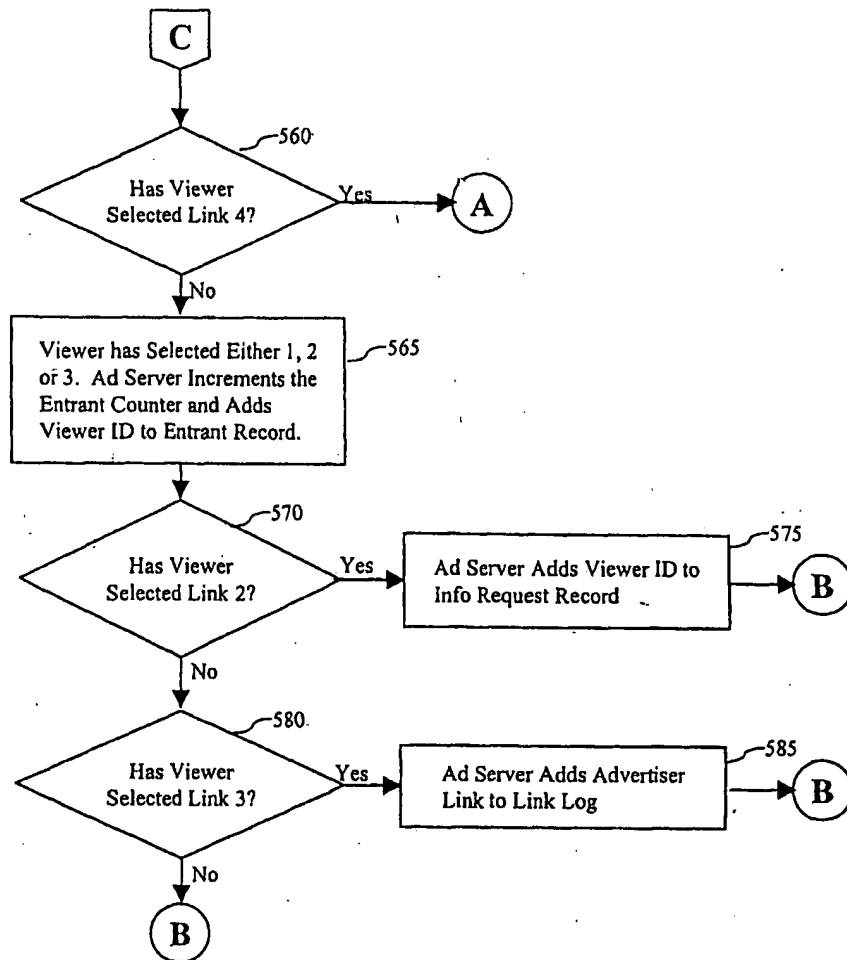 C
560
Has Viewer
Selected Link 4?
Yes
A
No
565
Viewer has Selected Either 1, 2
or 3. Ad Server Increments the
Entrant Counter and Adds
Viewer ID to Entrant Record.
570
Has Viewer
Selected Link 2?
Yes
575
Ad Server Adds Viewer ID to
Info Request Record
B
No
580
Has Viewer
Selected Link 3?
Yes
585
Ad Server Adds Advertiser
Link to Link Log
B
No
B